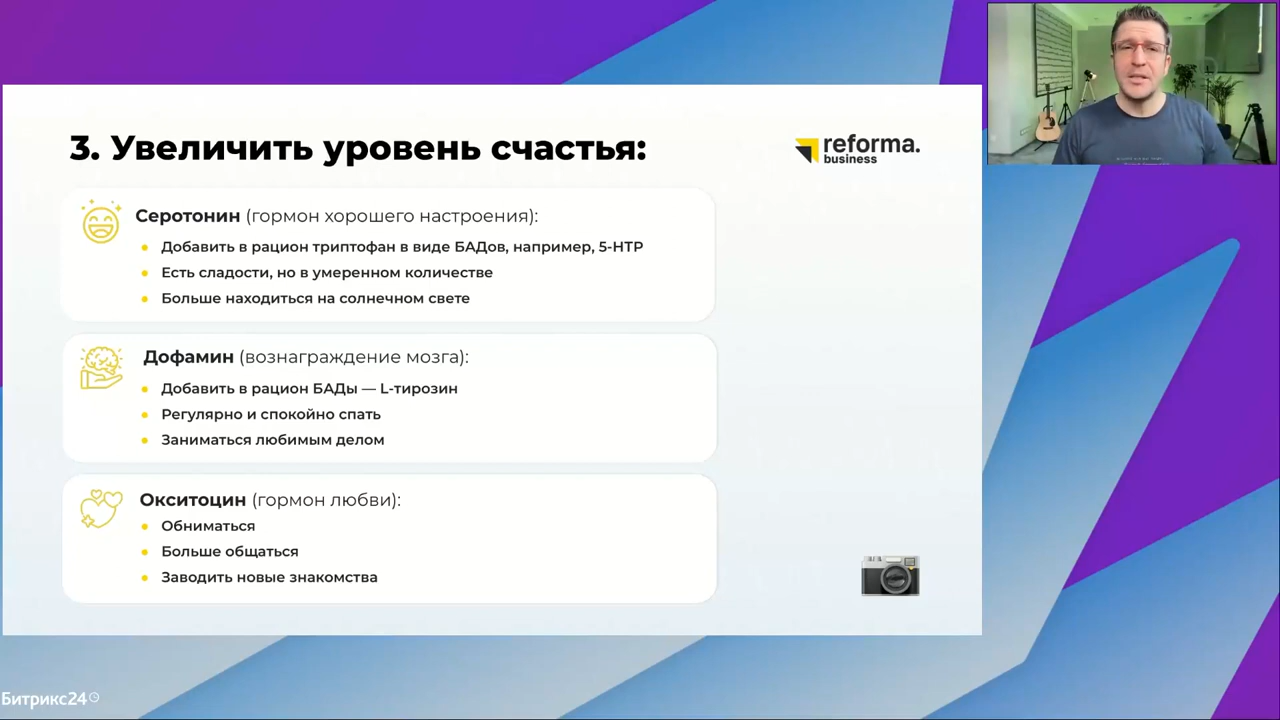 3. Увеличить уровень счастья:
reforma.
business
Серотонин (гормон хорошего настроения):
Добавить в рацион триптофан в виде БАДов, например, 5-HTP
Есть сладости, но в умеренном количестве
Больше находиться на солнечном свете
Дофамин (вознаграждение мозга):
Добавить в рацион БАДы — L-тирозин
Регулярно и спокойно спать
Заниматься любимым делом
Окситоцин (гормон любви):
Обниматься
Больше общаться
Заводить новые знакомства
Битрикс24